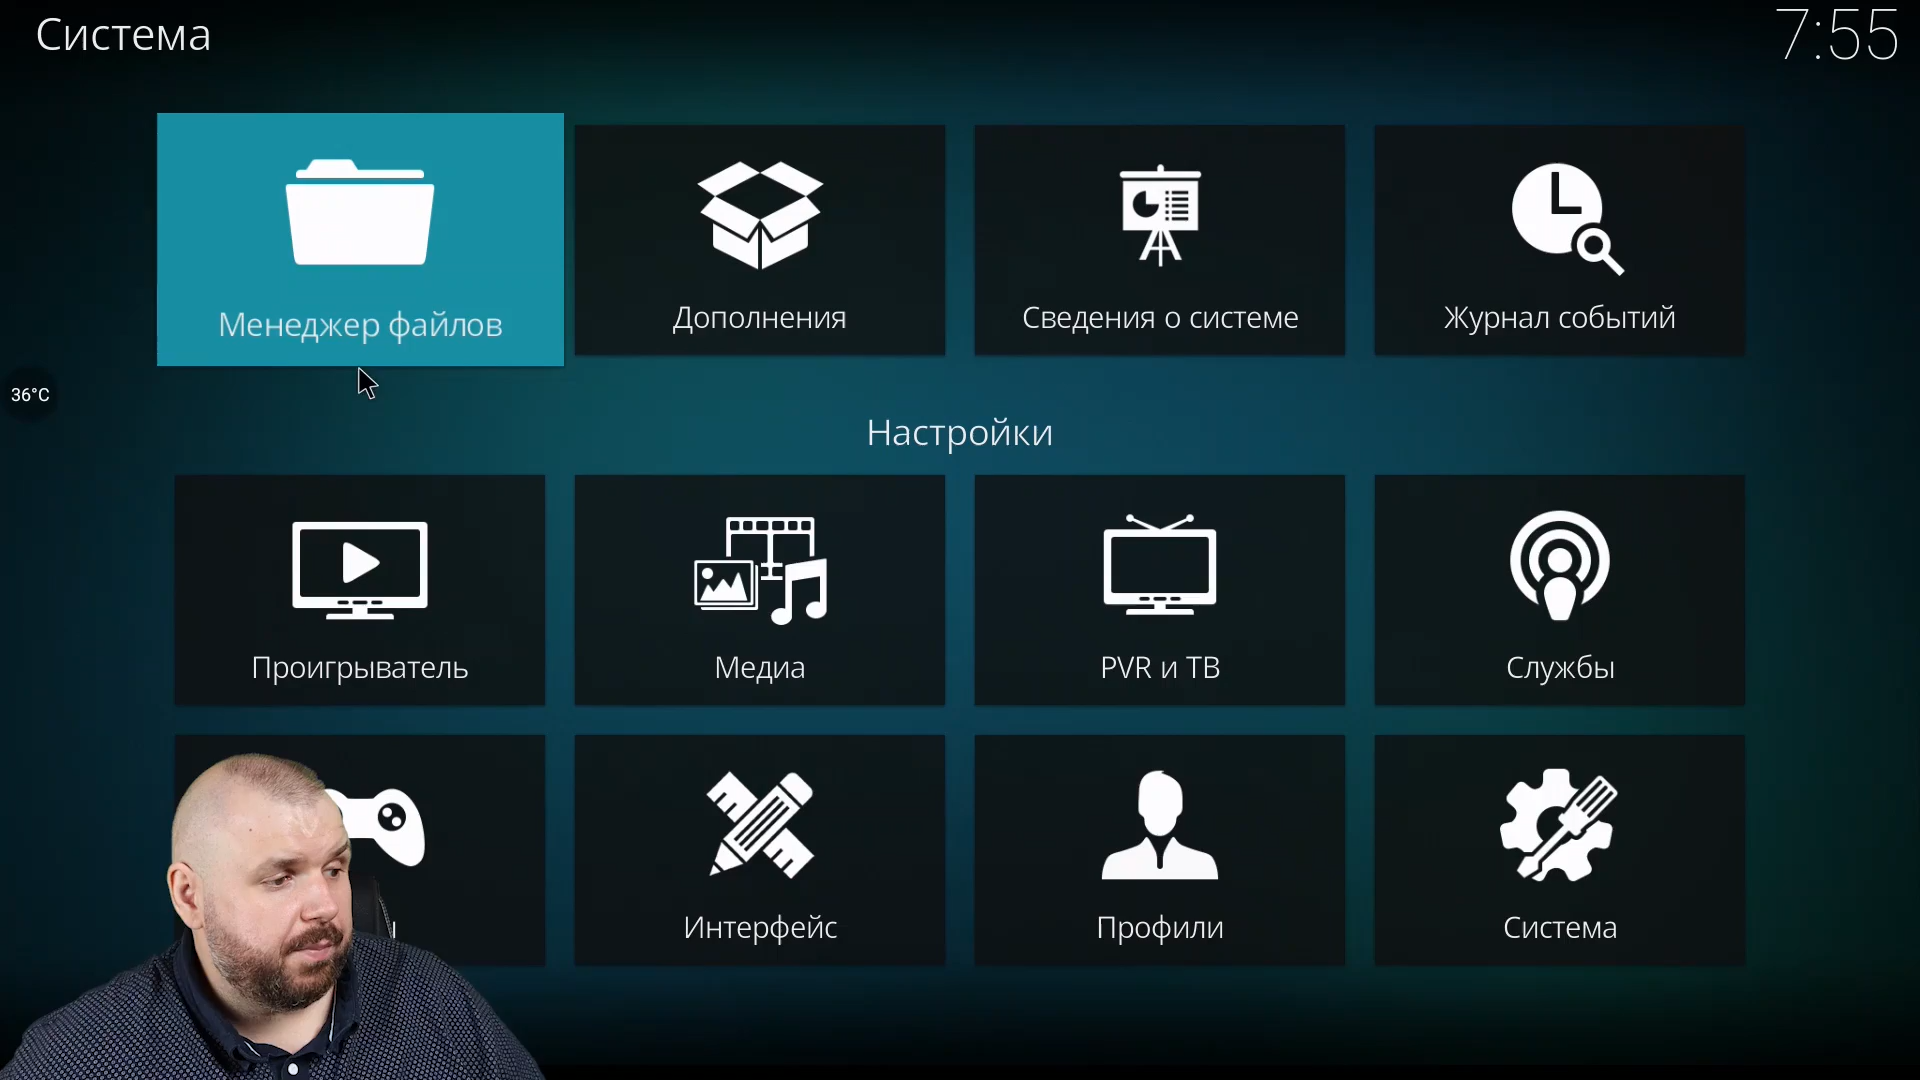 Система
7:55
Менеджер файлов
Дополнения
Сведения о системе
Журнал событий
36°C
Настройки
Проигрыватель
Медиа
PVR и ТВ
Службы
Интерфейс
Профили
Система